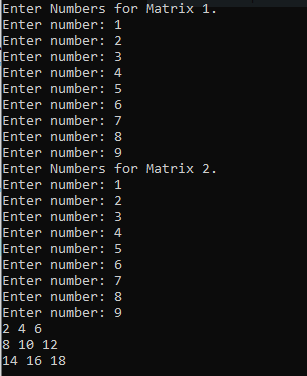 Enter Numbers for Matrix 1.
Enter number: 1
Enter number: 2
Enter number: 3
Enter number: 4
Enter number: 5
Enter number: 6
Enter number: 7
Enter number: 8
Enter number: 9
Enter Numbers for Matrix 2.
Enter number: 1
Enter number: 2
Enter number: 3
Enter number: 4
Enter number: 5
Enter number: 6
Enter number: 7
Enter number: 8
Enter number: 9
2 4 6
8 10 12
14 16 18